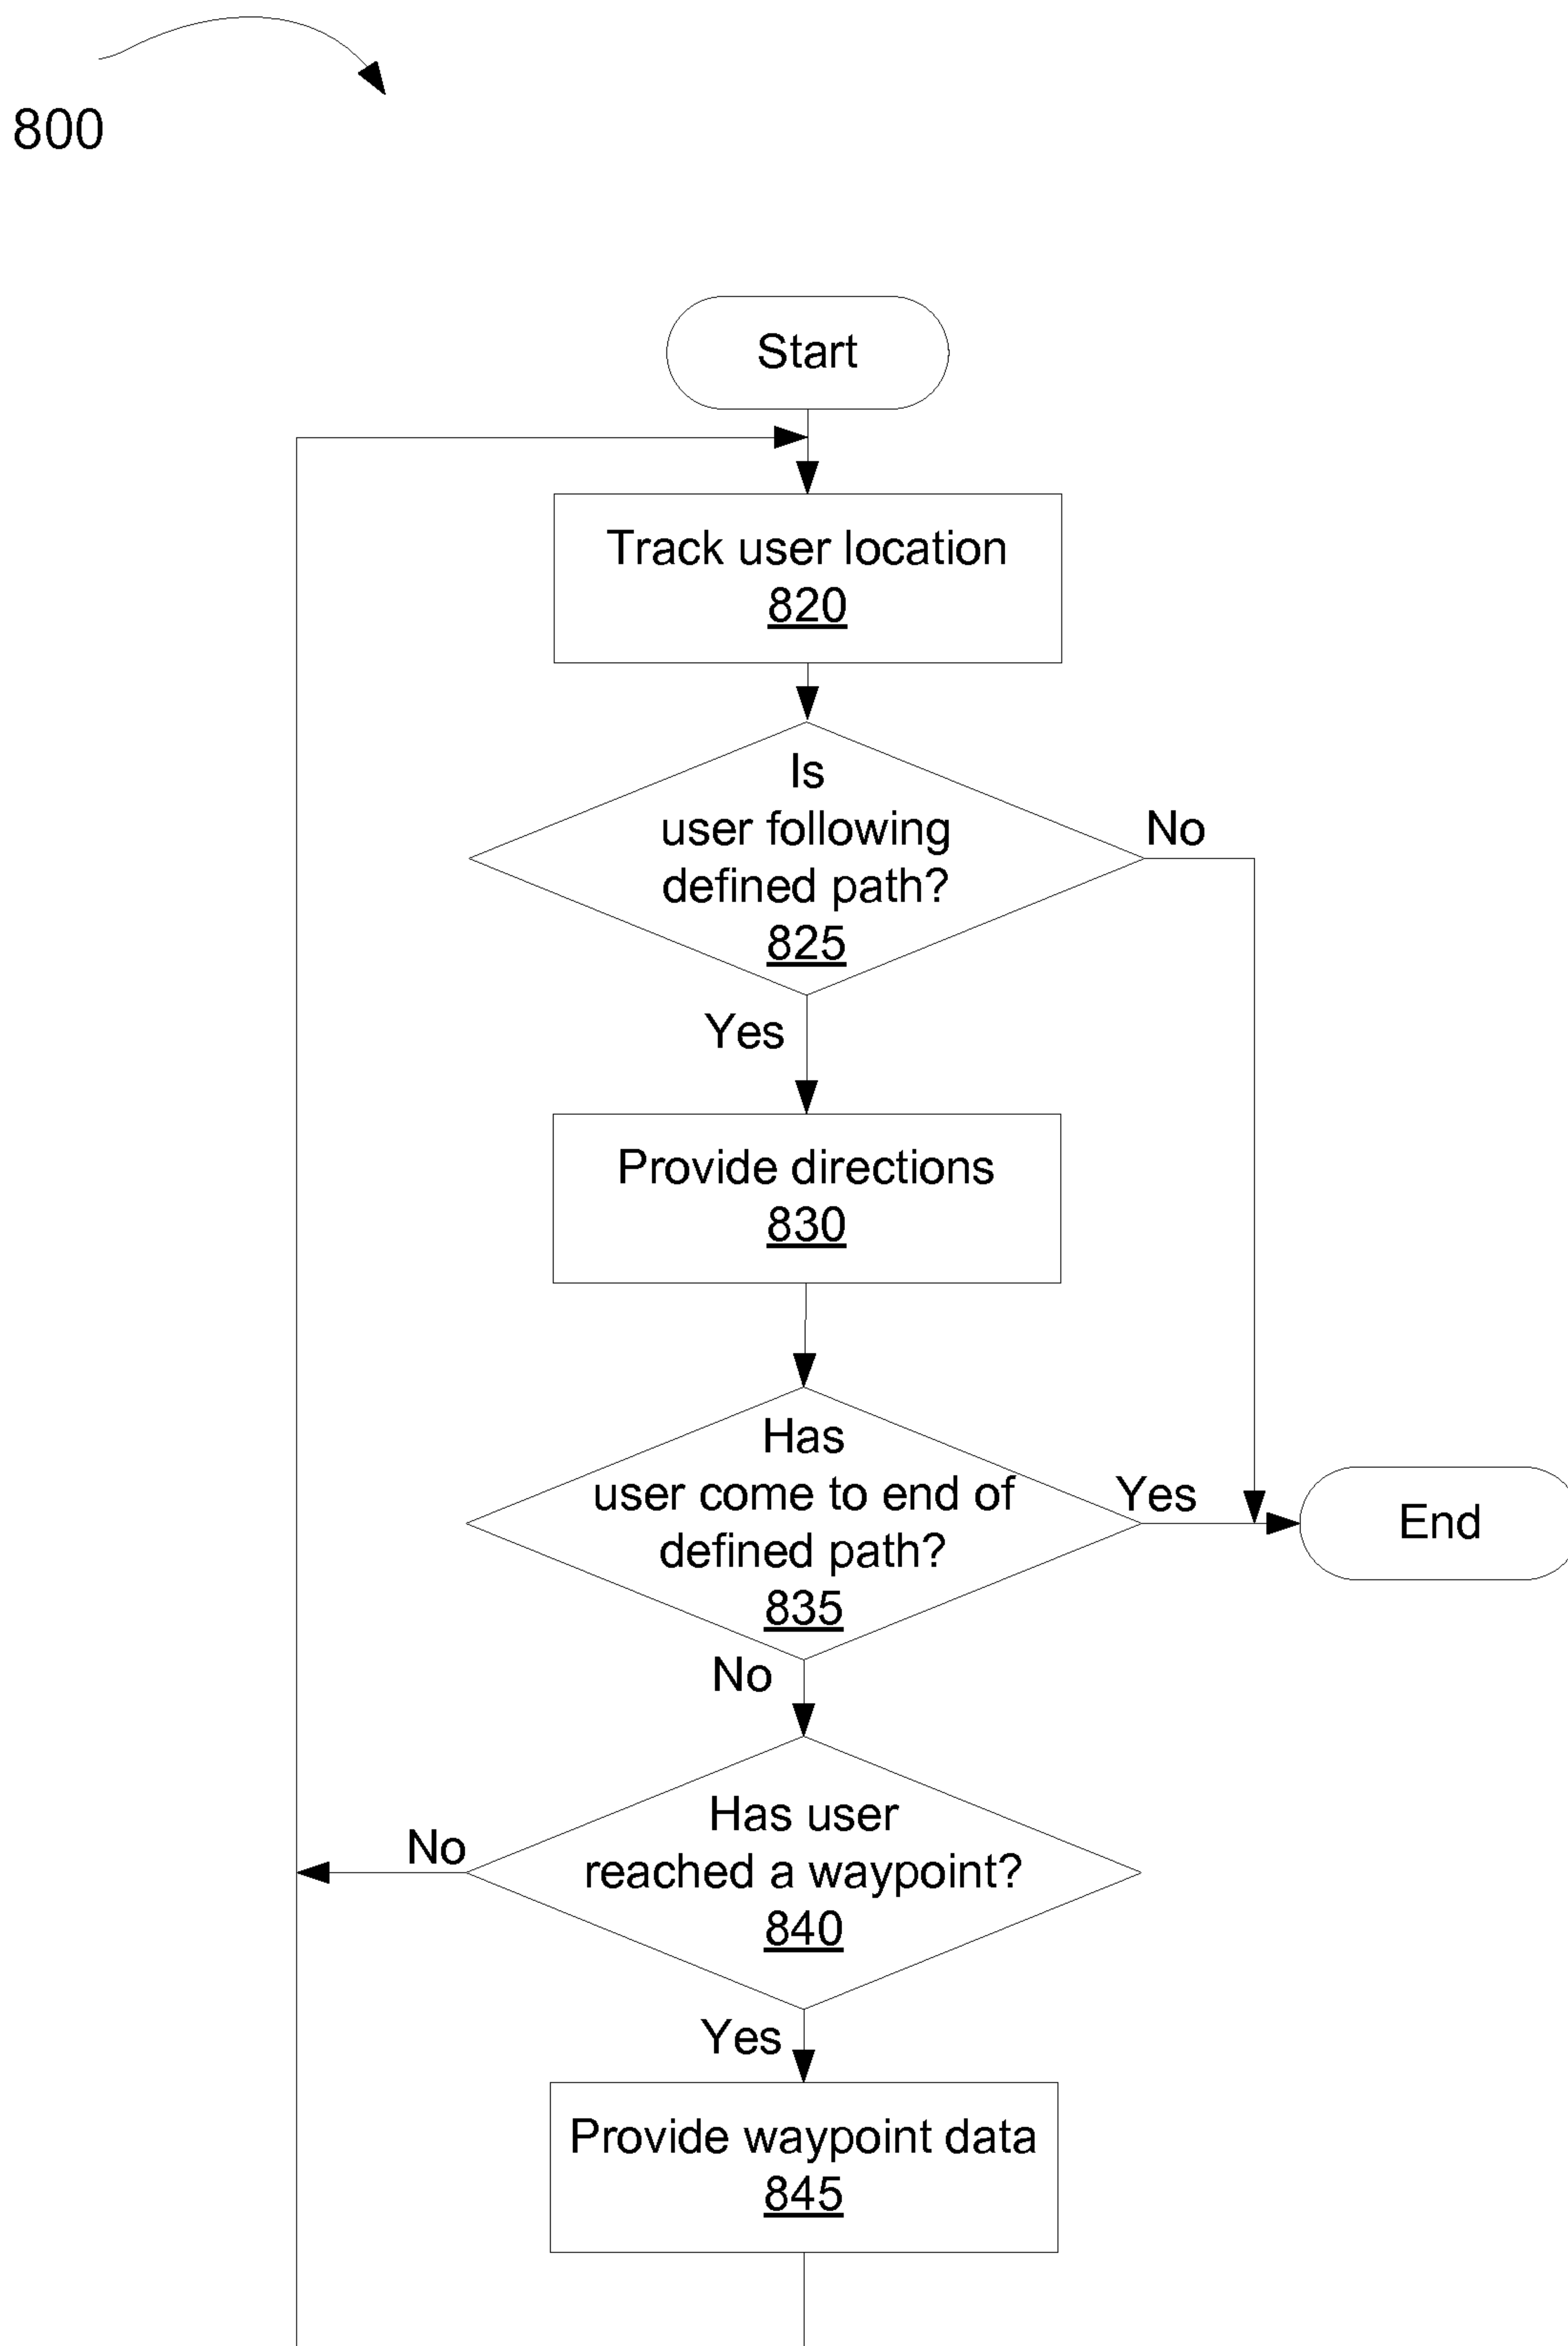 800
Start
Track user location
820
Is
user following
defined path?
825
No
Yes
Provide directions
830
Has
user come to end of
defined path?
835
Yes
End
No
Has user
reached a waypoint?
840
No
Yes
Provide waypoint data
845